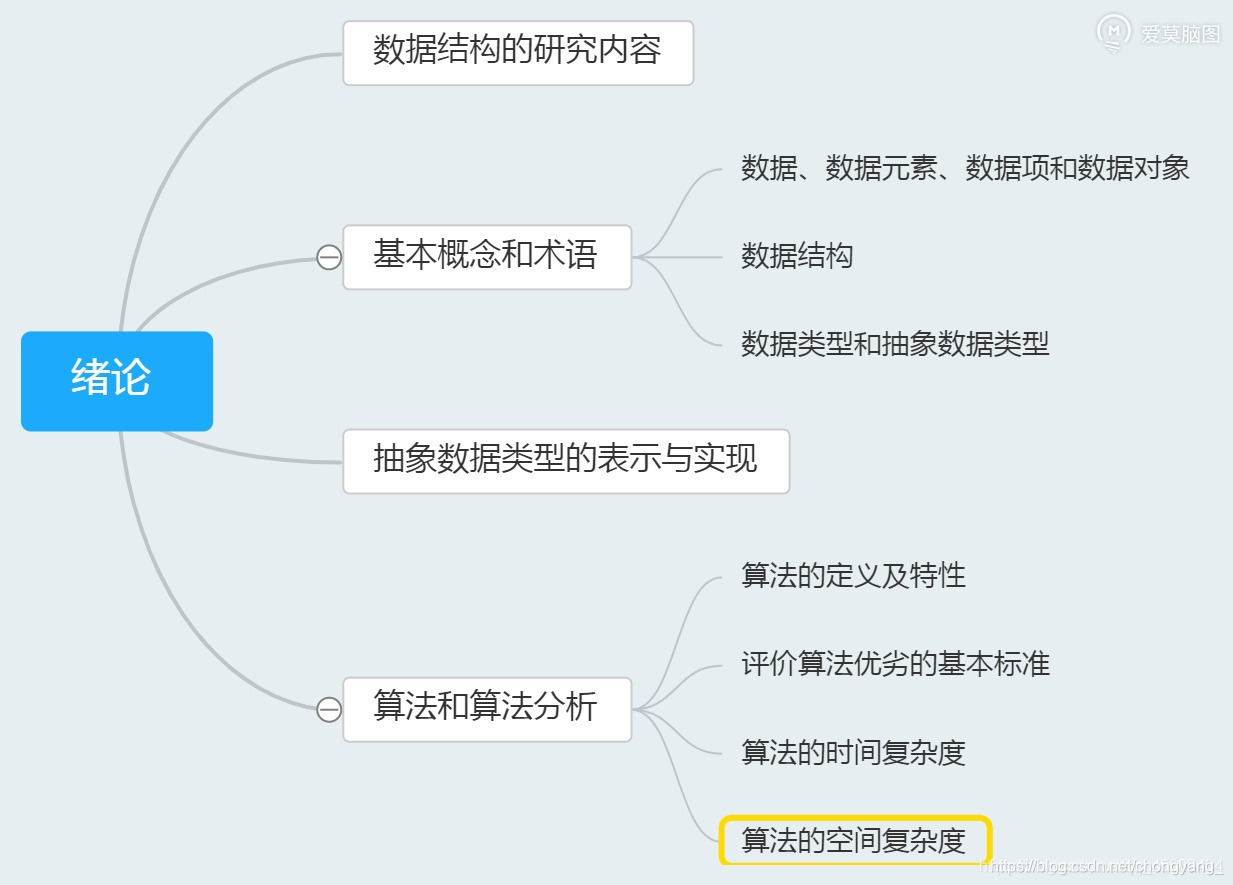 爱莫脑图
数据结构的研究内容
数据、数据元素、数据项和数据对象
基本概念和术语
数据结构
数据类型和抽象数据类型
绪论
抽象数据类型的表示与实现
算法的定义及特性
评价算法优劣的基本标准
算法和算法分析
算法的时间复杂度
算法的空间复杂度
https://blog.csdn.net/chongyang_